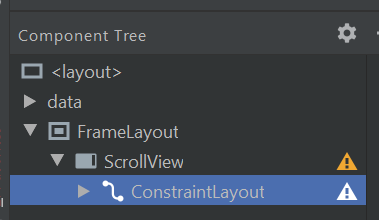 Component Tree
<layout>
data
FrameLayout
ScrollView
ConstraintLayout